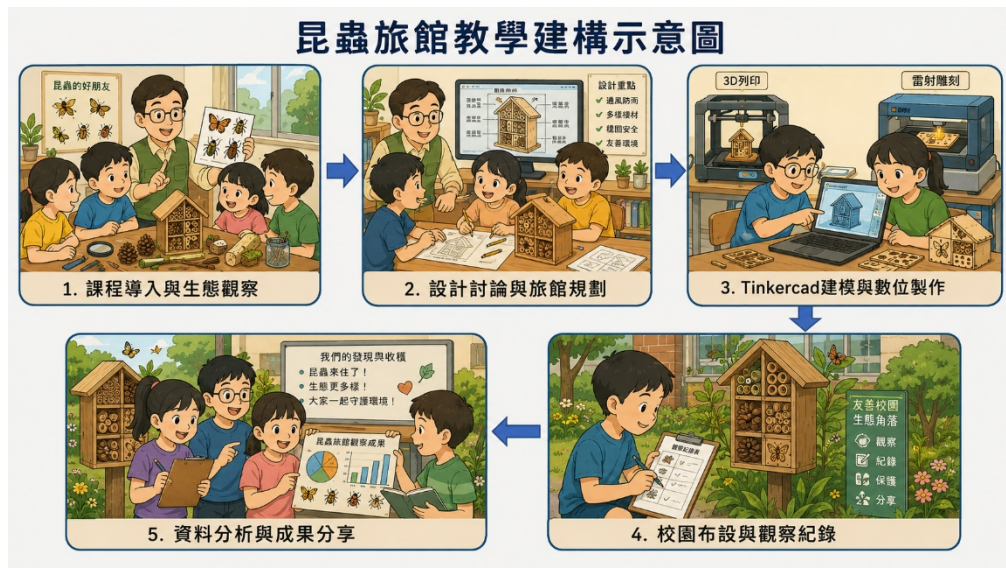 昆蟲旅館教學建構示意圖
昆蟲的好朋友
1. 課程導入與生態觀察
設計重點
✓ 通風防雨
✓ 多樣棲材
✓ 穩固安全
✓ 友善環境
2. 設計討論與旅館規劃
3D列印
雷射雕刻
3. Tinkercad建模與數位製作
友善校園
生態角落
觀察
紀錄
保護
分享
4. 校園布設與觀察紀錄
我們的發現與收穫
• 昆蟲來住了！
• 生態更多樣！
• 大家一起守護環境！
昆蟲旅館觀察成果
5. 資料分析與成果分享